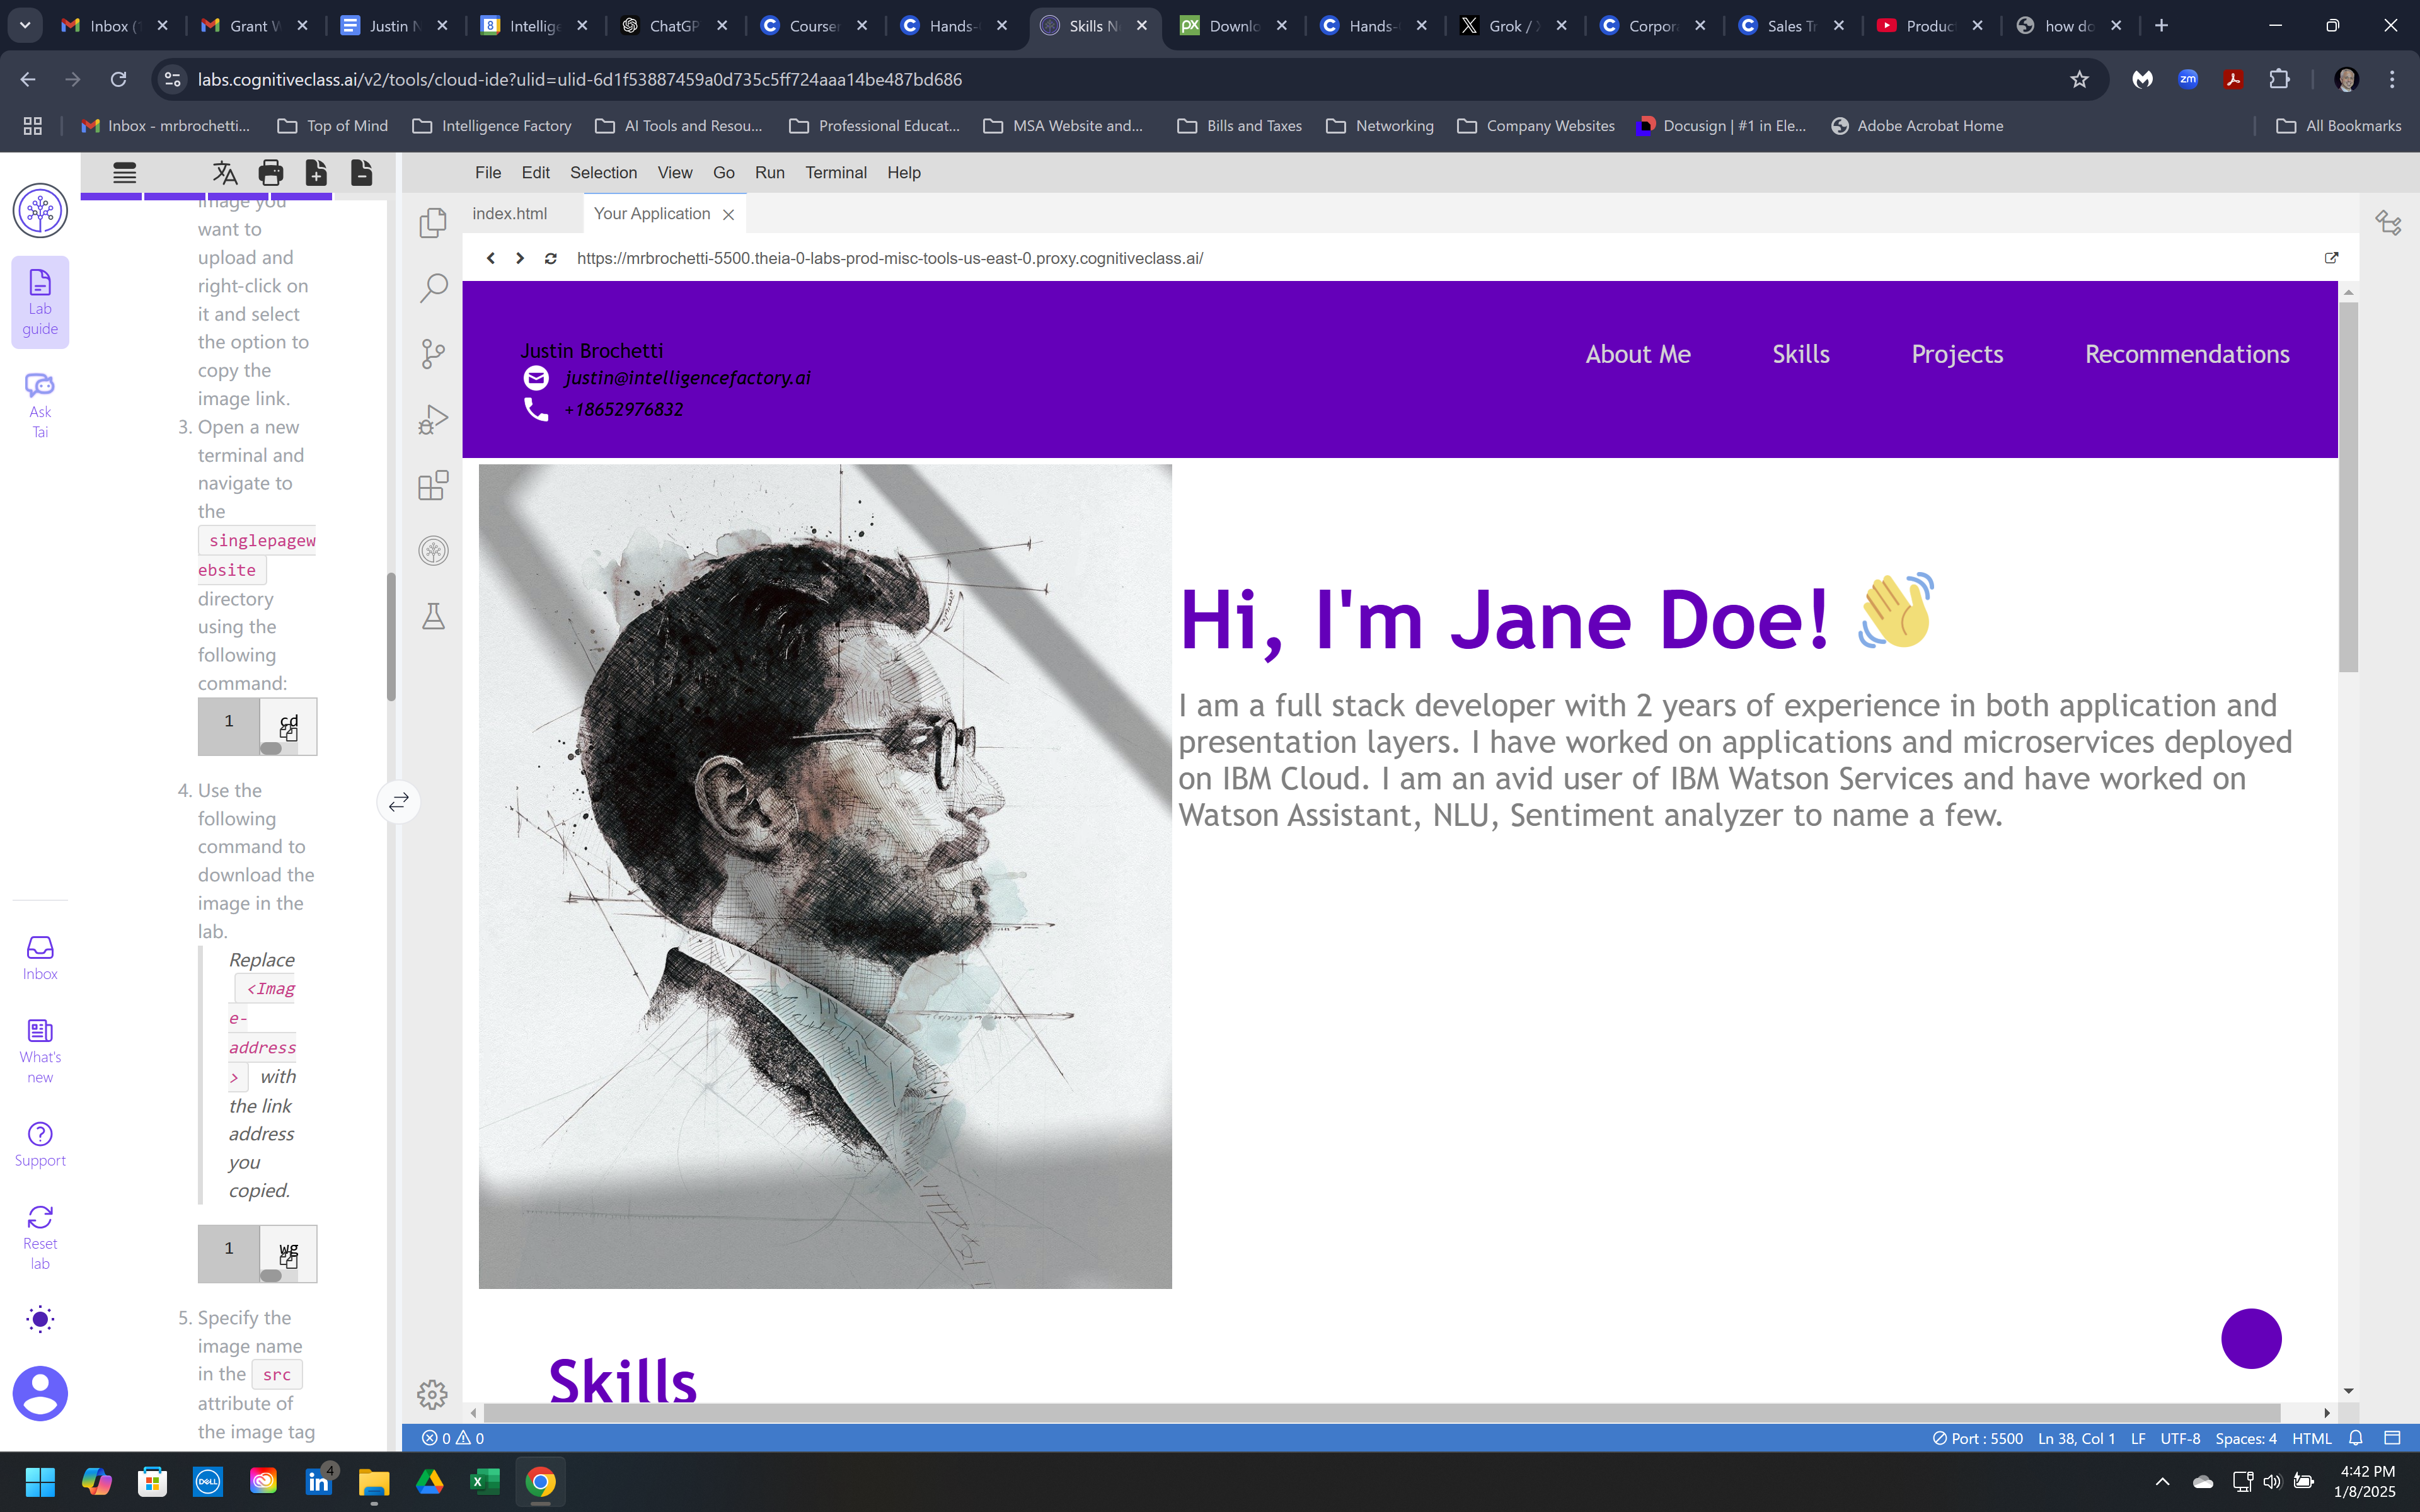 Inbox (
Grant W
Justin N
Intellige
ChatGP
Courser
Hands-
Skills Ne
Downlo
Hands-
Grok /
Corpor
Sales Tr
Produc
how do
labs.cognitiveclass.ai/v2/tools/cloud-ide?ulid=ulid-6d1f53887459a0d735c5ff724aaa14be487bd686
zm
Inbox - mrbrochetti...
Top of Mind
Intelligence Factory
AI Tools and Resou...
Professional Educat...
MSA Website and...
Bills and Taxes
Networking
Company Websites
Docusign | #1 in Ele...
Adobe Acrobat Home
All Bookmarks
Lab
guide
Ask
Tai
Inbox
What's
new
Support
Reset
lab
image you
want to
upload and
right-click on
it and select
the option to
copy the
image link.
3. Open a new
terminal and
navigate to
the
singlepagew
ebsite
directory
using the
following
command:
1 cd
4. Use the
following
command to
download the
image in the
lab.
Replace
<Imag
e-
address
> with
the link
address
you
copied.
1 wg
5. Specify the
image name
in the src
attribute of
the image tag
File Edit Selection View Go Run Terminal Help
index.html
Your Application
https://mrbrochetti-5500.theia-0-labs-prod-misc-tools-us-east-0.proxy.cognitiveclass.ai/
Justin Brochetti
justin@intelligencefactory.ai
+18652976832
About Me Skills Projects Recommendations
Hi, I'm Jane Doe! 👋
I am a full stack developer with 2 years of experience in both application and
presentation layers. I have worked on applications and microservices deployed
on IBM Cloud. I am an avid user of IBM Watson Services and have worked on
Watson Assistant, NLU, Sentiment analyzer to name a few.
Skills
0 0
Port : 5500 Ln 38, Col 1 LF UTF-8 Spaces: 4 HTML
DELL
in
4
4:42 PM
1/8/2025